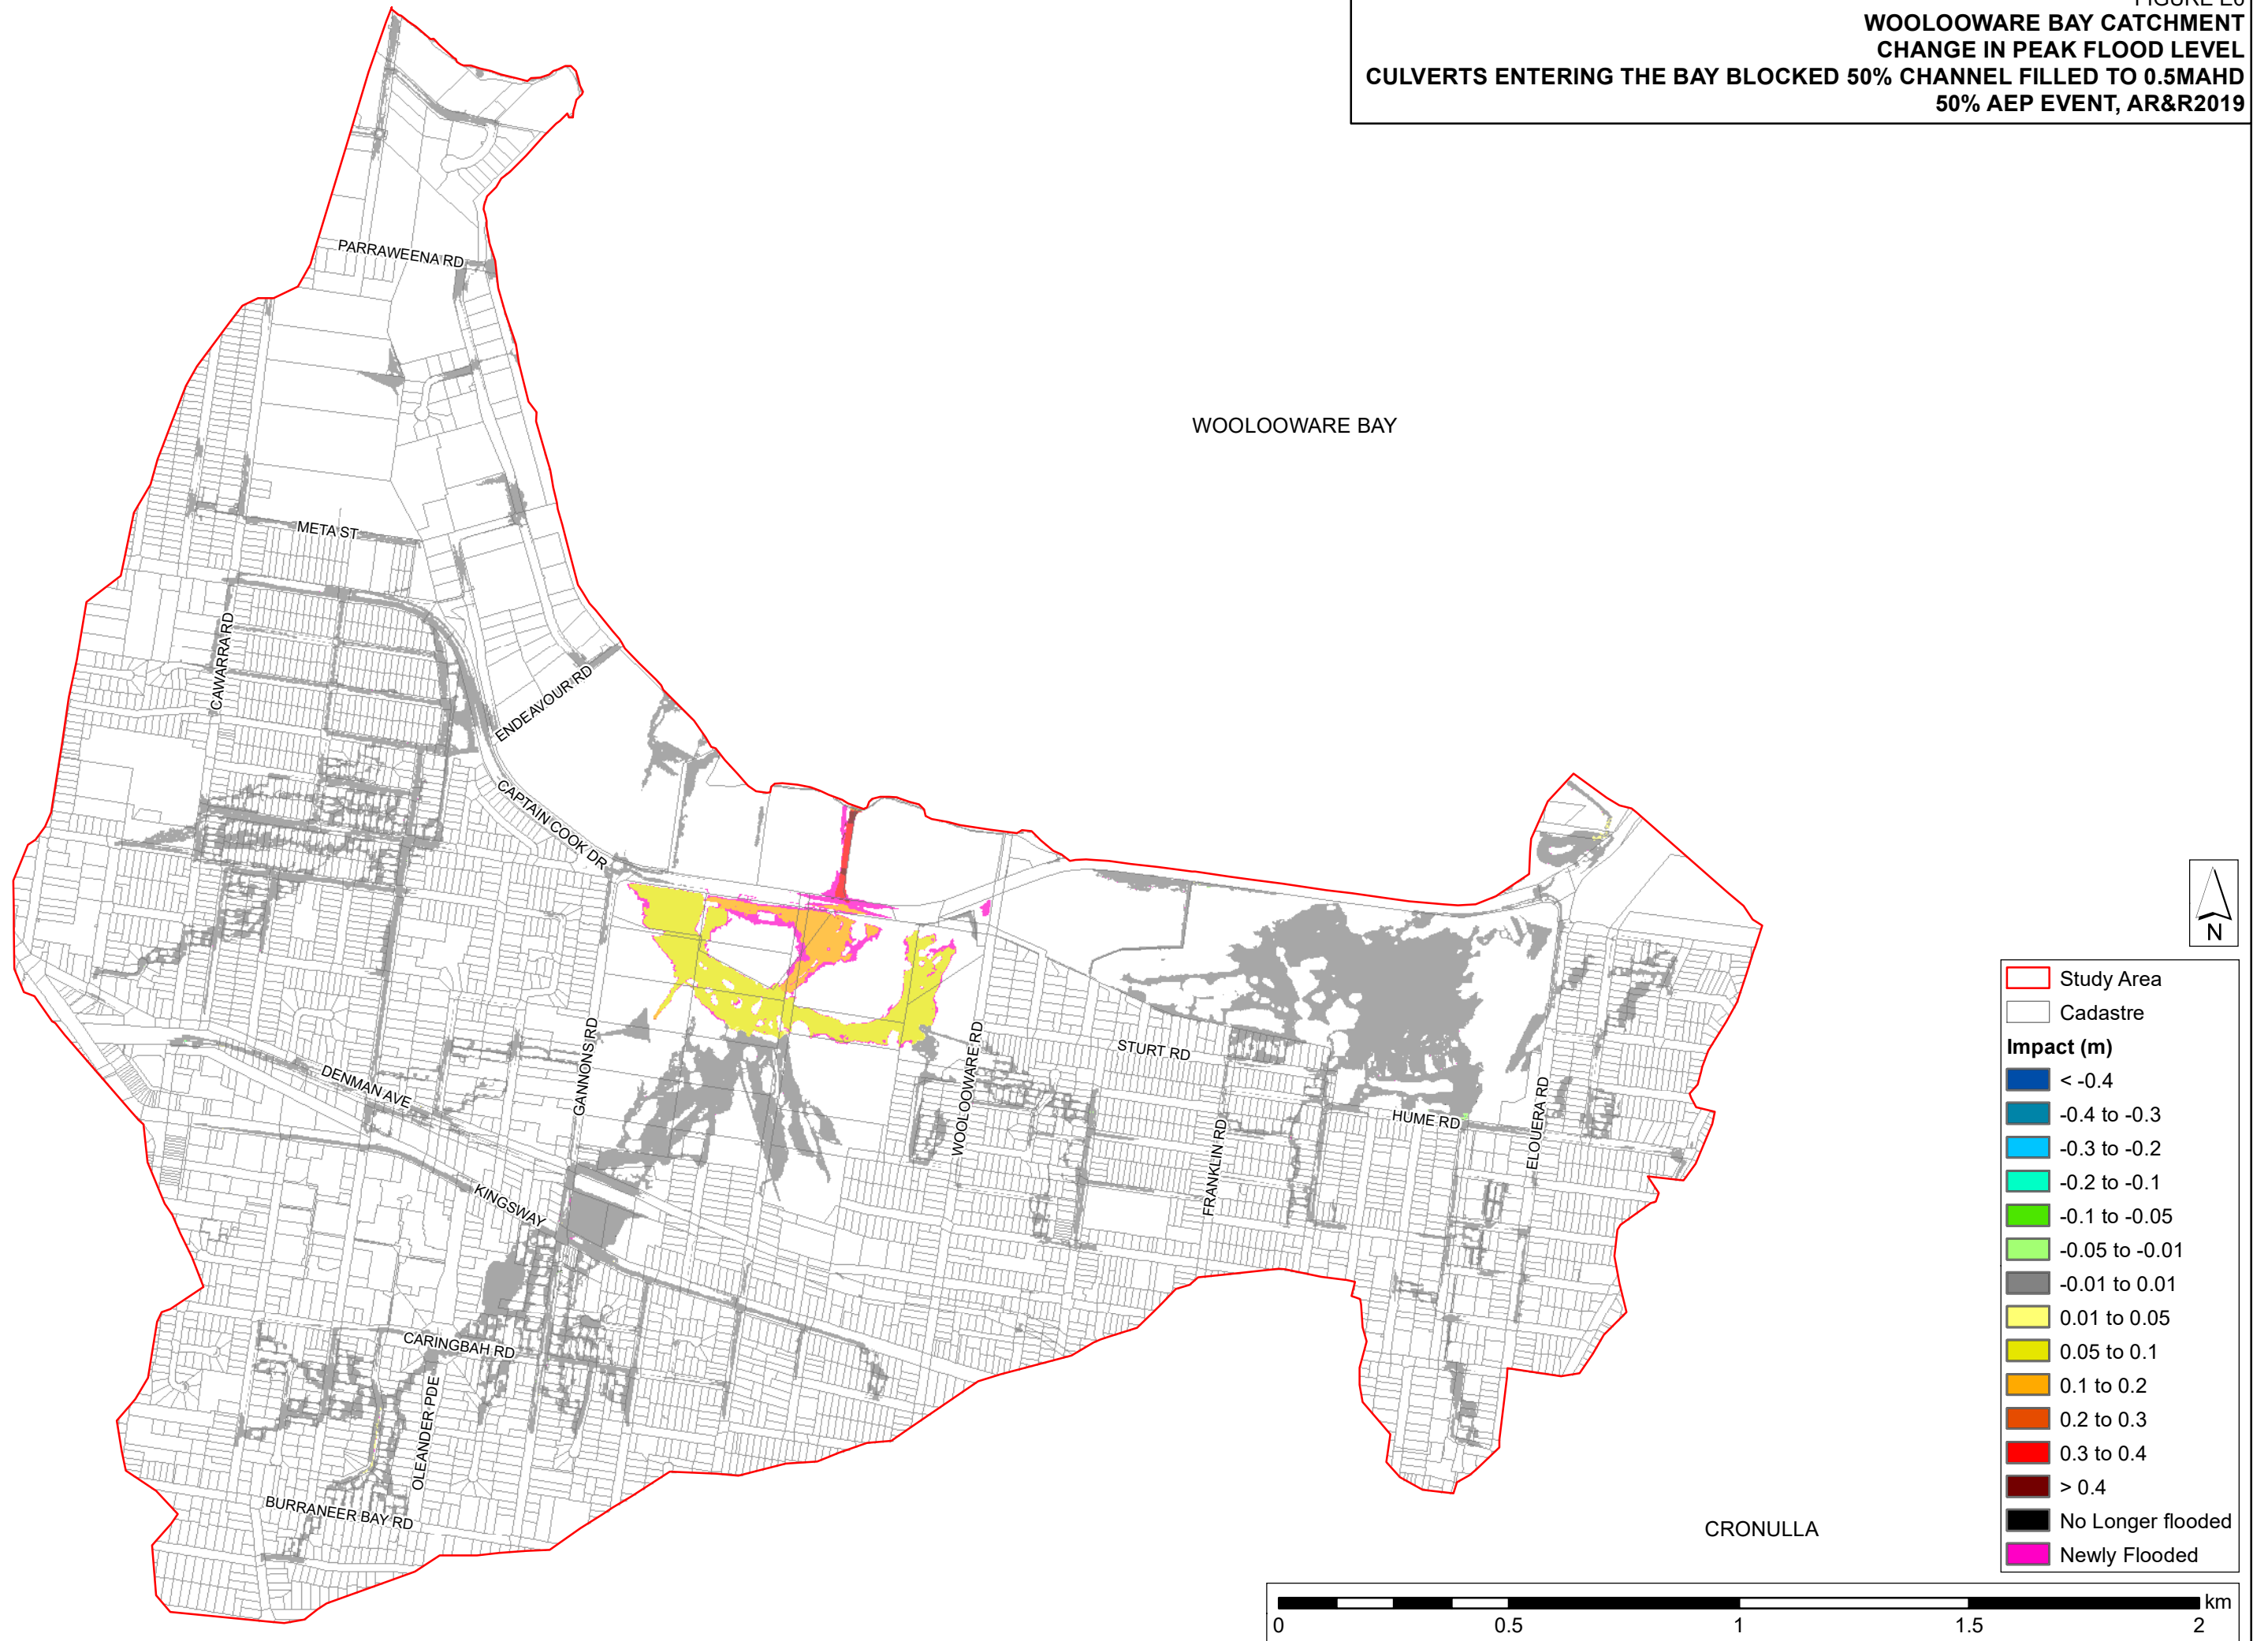 WOOLOOWARE BAY CATCHMENT
CHANGE IN PEAK FLOOD LEVEL
CULVERTS ENTERING THE BAY BLOCKED 50% CHANNEL FILLED TO 0.5MAHD
50% AEP EVENT, AR&R2019
PARRAWEENA RD
WOOLOOWARE BAY
META ST
CAWARRA RD
ENDEAVOUR RD
CAPTAIN COOK DR
GANNONS RD
WOOLOOWARE RD
STURT RD
DENMAN AVE
HUME RD
ELOUERA RD
FRANKLIN RD
KINGSWAY
CARINGBAH RD
OLEANDER PDE
BURRANEER BAY RD
CRONULLA
N
Study Area
Cadastre
Impact (m)
< -0.4
-0.4 to -0.3
-0.3 to -0.2
-0.2 to -0.1
-0.1 to -0.05
-0.05 to -0.01
-0.01 to 0.01
0.01 to 0.05
0.05 to 0.1
0.1 to 0.2
0.2 to 0.3
0.3 to 0.4
> 0.4
No Longer flooded
Newly Flooded
km
0 0.5 1 1.5 2